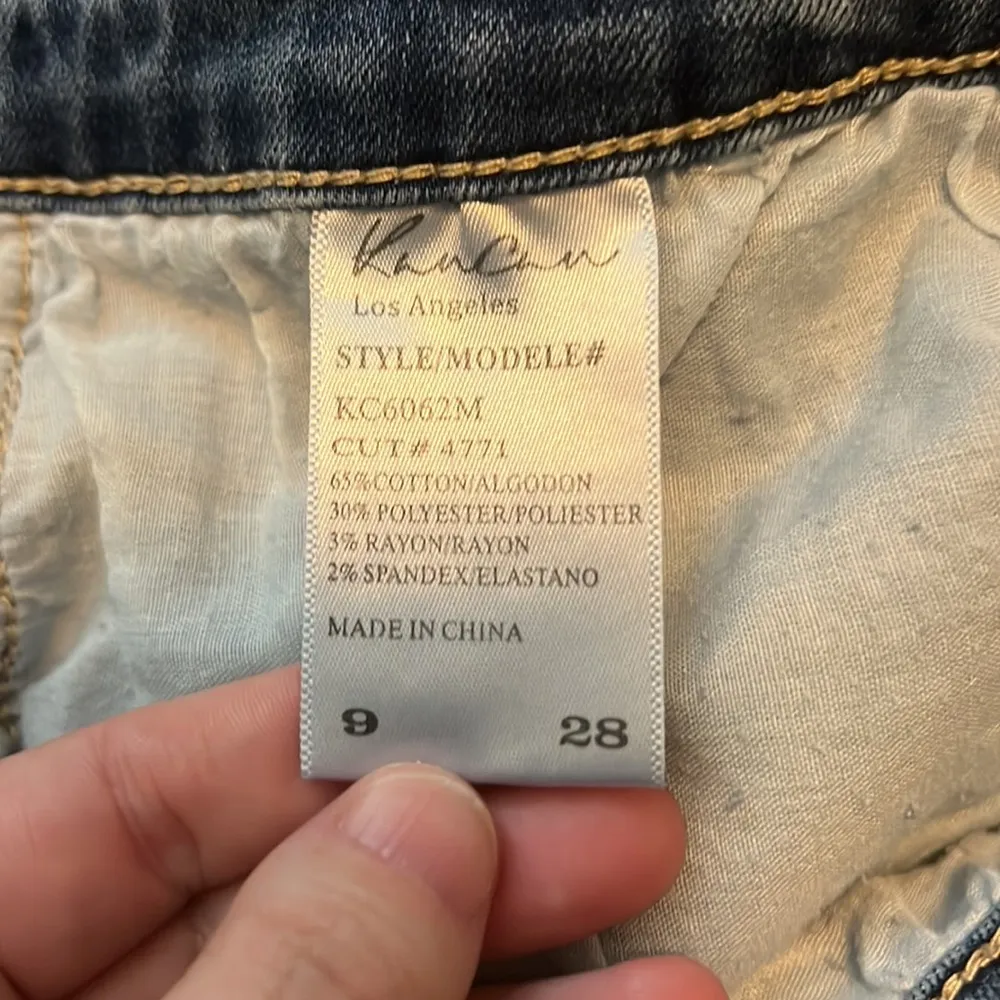 KanCan
Los Angeles
STYLE/MODELE#
KC6062M
CUT# 4771
65%COTTON/ALGODON
30% POLYESTER/POLIESTER
3% RAYON/RAYON
2% SPANDEX/ELASTANO
MADE IN CHINA
9 28